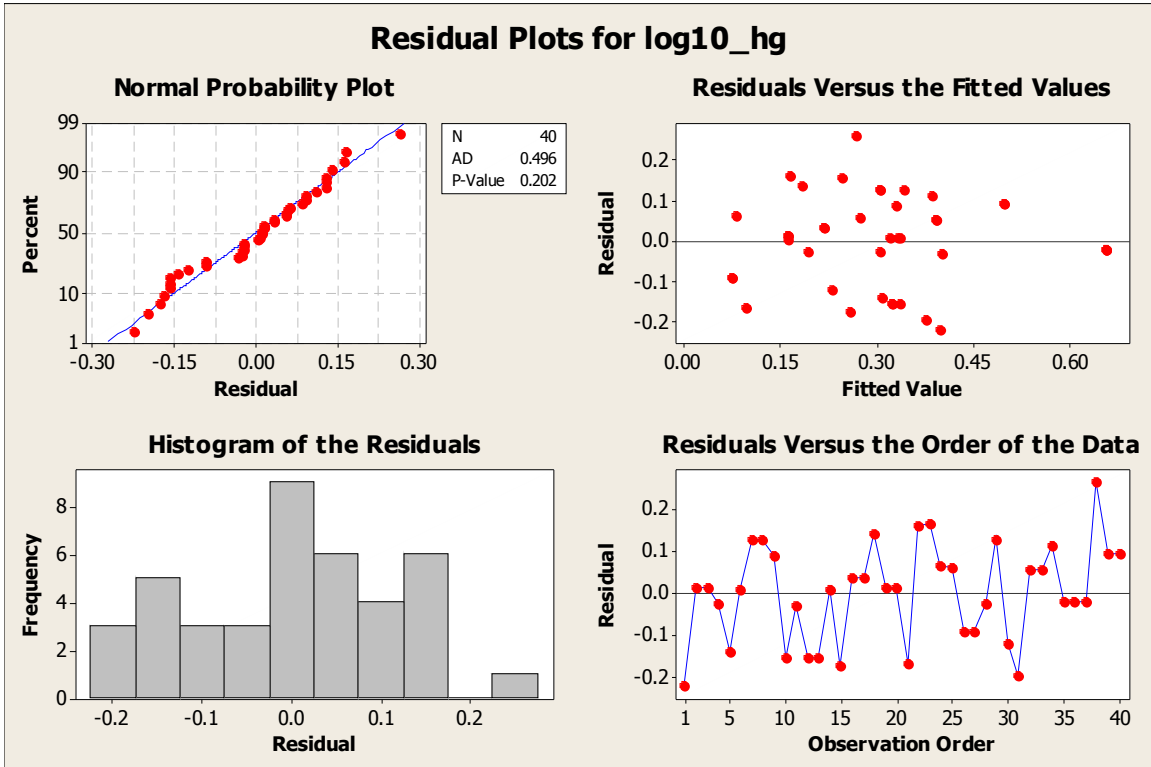 Residual Plots for log10_hg
Normal Probability Plot
99
90
50
10
1
Percent
-0.30 -0.15 0.00 0.15 0.30
Residual
N 40
AD 0.496
P-Value 0.202
Residuals Versus the Fitted Values
0.2
0.1
0.0
-0.1
-0.2
Residual
0.00 0.15 0.30 0.45 0.60
Fitted Value
Histogram of the Residuals
8
6
4
2
0
Frequency
-0.2 -0.1 0.0 0.1 0.2
Residual
Residuals Versus the Order of the Data
0.2
0.1
0.0
-0.1
-0.2
Residual
1 5 10 15 20 25 30 35 40
Observation Order